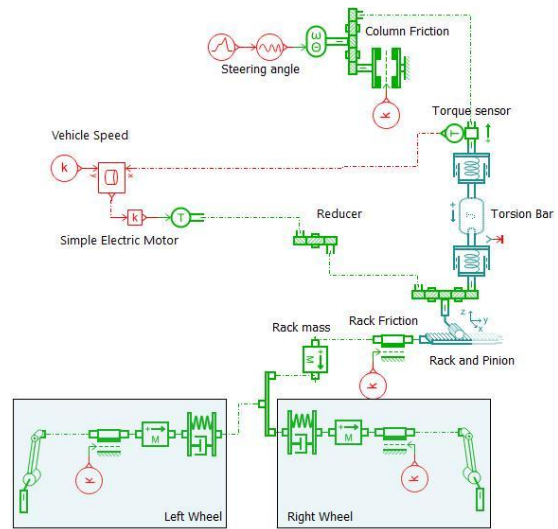 Column Friction
Steering angle
ω
Θ
k
Torque sensor
T
Vehicle Speed
k
k
T
Simple Electric Motor
Reducer
Torsion Bar
z
y
x
Rack Friction
Rack mass
M
k
Rack and Pinion
M
k
Left Wheel
M
k
Right Wheel